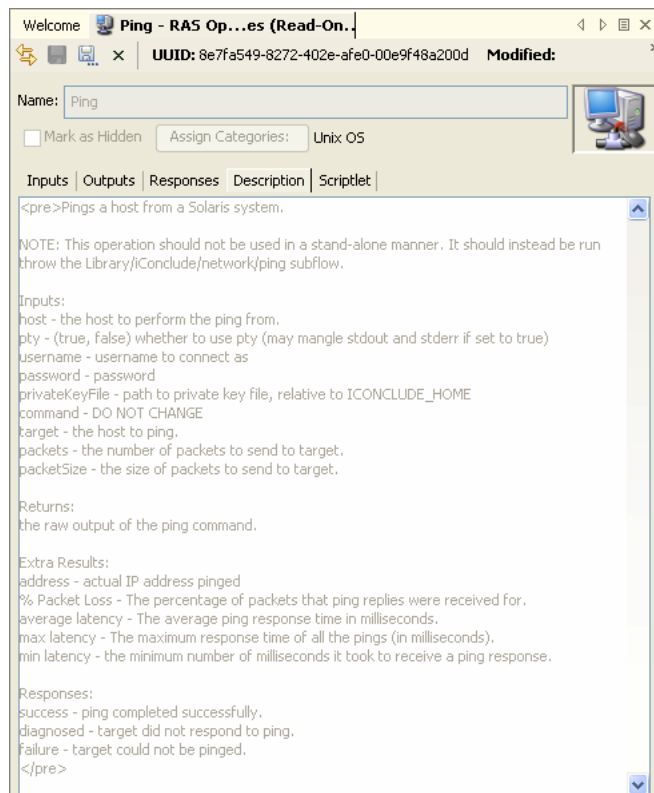 Welcome Ping - RAS Op...es (Read-On..
UUID: 8e7fa549-8272-402e-afe0-00e9f48a200d Modified:
Name: Ping
Mark as Hidden Assign Categories: Unix OS
Inputs Outputs Responses Description Scriptlet
<pre>Pings a host from a Solaris system.
NOTE: This operation should not be used in a stand-alone manner. It should instead be run
throw the Library/iConclude/network/ping subflow.
Inputs:
host - the host to perform the ping from.
pty - (true, false) whether to use pty (may mangle stdout and stderr if set to true)
username - username to connect as
password - password
privateKeyFile - path to private key file, relative to ICONCLUDE_HOME
command - DO NOT CHANGE
target - the host to ping.
packets - the number of packets to send to target.
packetSize - the size of packets to send to target.
Returns:
the raw output of the ping command.
Extra Results:
address - actual IP address pinged
% Packet Loss - The percentage of packets that ping replies were received for.
average latency - The average ping response time in milliseconds.
max latency - The maximum response time of all the pings (in milliseconds).
min latency - the minimum number of milliseconds it took to receive a ping response.
Responses:
success - ping completed successfully.
diagnosed - target did not respond to ping.
failure - target could not be pinged.
</pre>